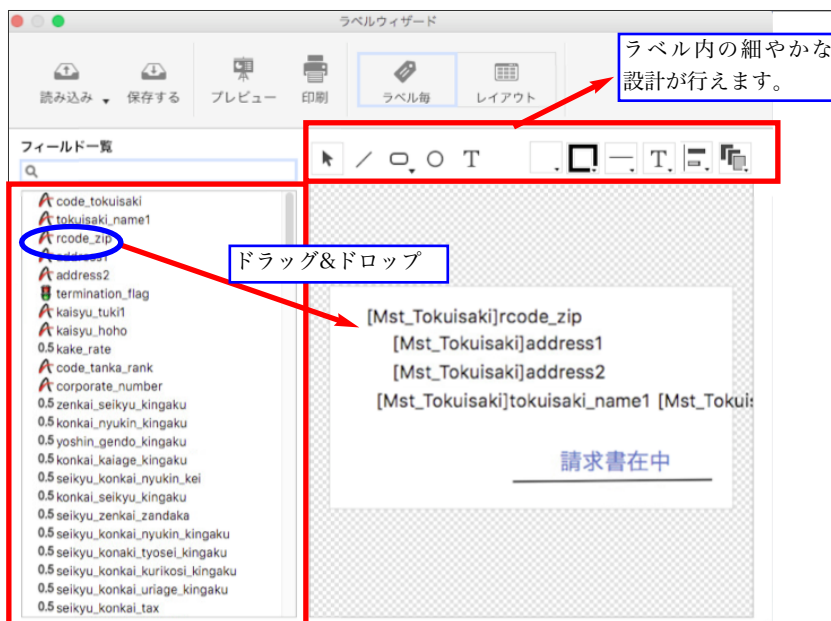 ラベルウィザード
ラベル内の細やかな
設計が行えます。
読み込み
保存する
プレビュー
印刷
ラベル毎
レイアウト
フィールド一覧
T
T
code_tokuisaki
tokuisaki_name1
rcode_zip
address1
address2
termination_flag
kaisyu_tuki1
kaisyu_hoho
0.5 kake_rate
code_tanka_rank
corporate_number
0.5 zenkai_seikyu_kingaku
0.5 konkai_nyukin_kingaku
0.5 yoshin_gendo_kingaku
0.5 konkai_kaiage_kingaku
0.5 seikyu_konkai_nyukin_kei
0.5 konkai_seikyu_kingaku
0.5 seikyu_zenkai_zandaka
0.5 seikyu_konkai_nyukin_kingaku
0.5 seikyu_konaki_tyosei_kingaku
0.5 seikyu_konkai_kurikosi_kingaku
0.5 seikyu_konkai_uriage_kingaku
0.5 seikyu_konkai_tax
ドラッグ&ドロップ
[Mst_Tokuisaki]rcode_zip
[Mst_Tokuisaki]address1
[Mst_Tokuisaki]address2
[Mst_Tokuisaki]tokuisaki_name1 [Mst_Tokuis
請求書在中